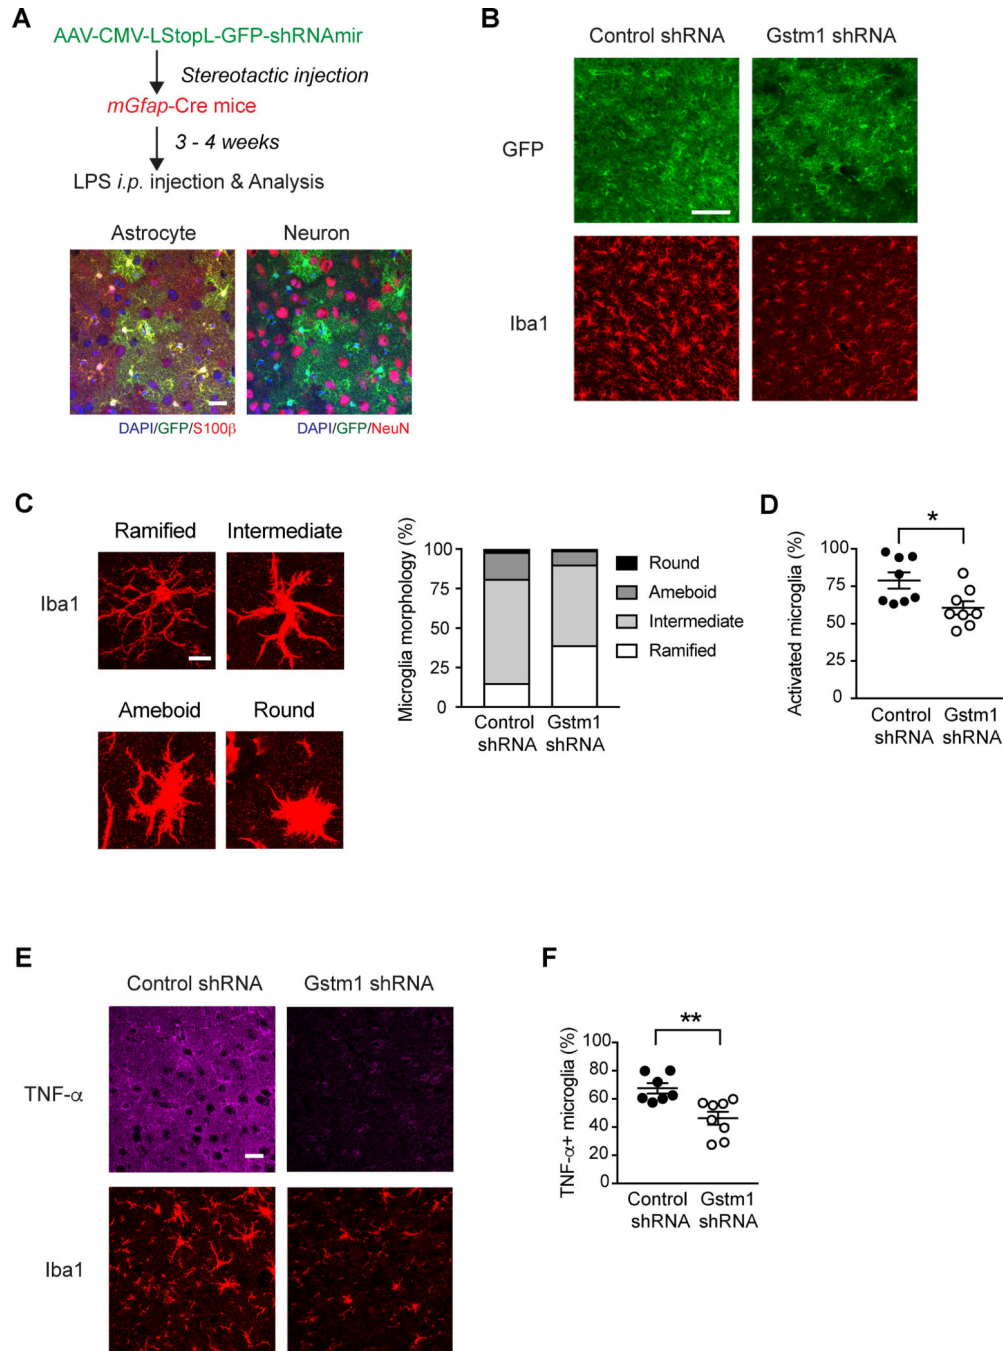 A
AAV-CMV-LStopL-GFP-shRNAmir
Stereotactic injection
mGfap-Cre mice
3 - 4 weeks
LPS i.p. injection & Analysis
Astrocyte
Neuron
DAPI/GFP/S100β
DAPI/GFP/NeuN
B
Control shRNA
Gstm1 shRNA
GFP
Iba1
C
Ramified
Intermediate
Iba1
Ameboid
Round
Microglia morphology (%)
100
75
50
25
0
Control
shRNA
Gstm1
shRNA
Round
Ameboid
Intermediate
Ramified
D
*
Activated microglia (%)
100
75
50
25
0
Control
shRNA
Gstm1
shRNA
E
Control shRNA
Gstm1 shRNA
TNF-α
Iba1
F
**
TNF-α+ microglia (%)
100
80
60
40
20
0
Control
shRNA
Gstm1
shRNA